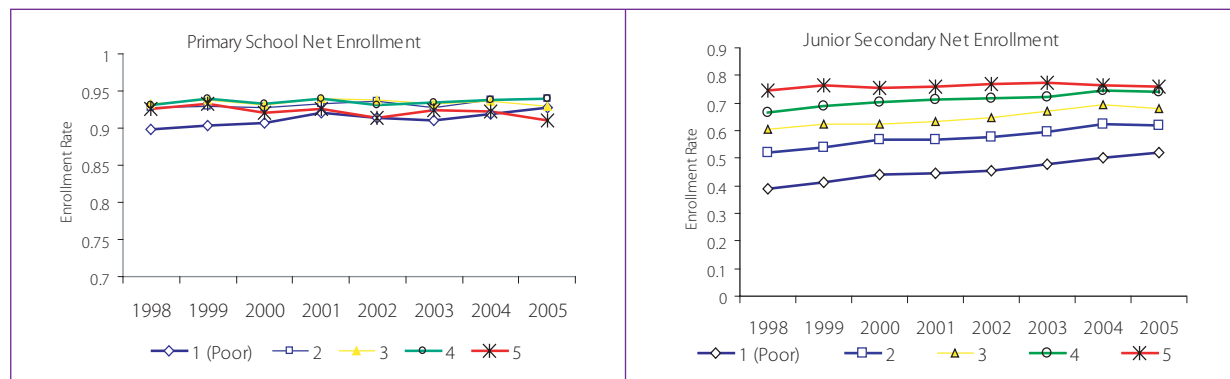 Primary School Net Enrollment
Enrollment Rate
1
0.95
0.9
0.85
0.8
0.75
0.7
1998 1999 2000 2001 2002 2003 2004 2005
1 (Poor) 2 3 4 5
Junior Secondary Net Enrollment
Enrollment Rate
0.9
0.8
0.7
0.6
0.5
0.4
0.3
0.2
0.1
0
1998 1999 2000 2001 2002 2003 2004 2005
1 (Poor) 2 3 4 5